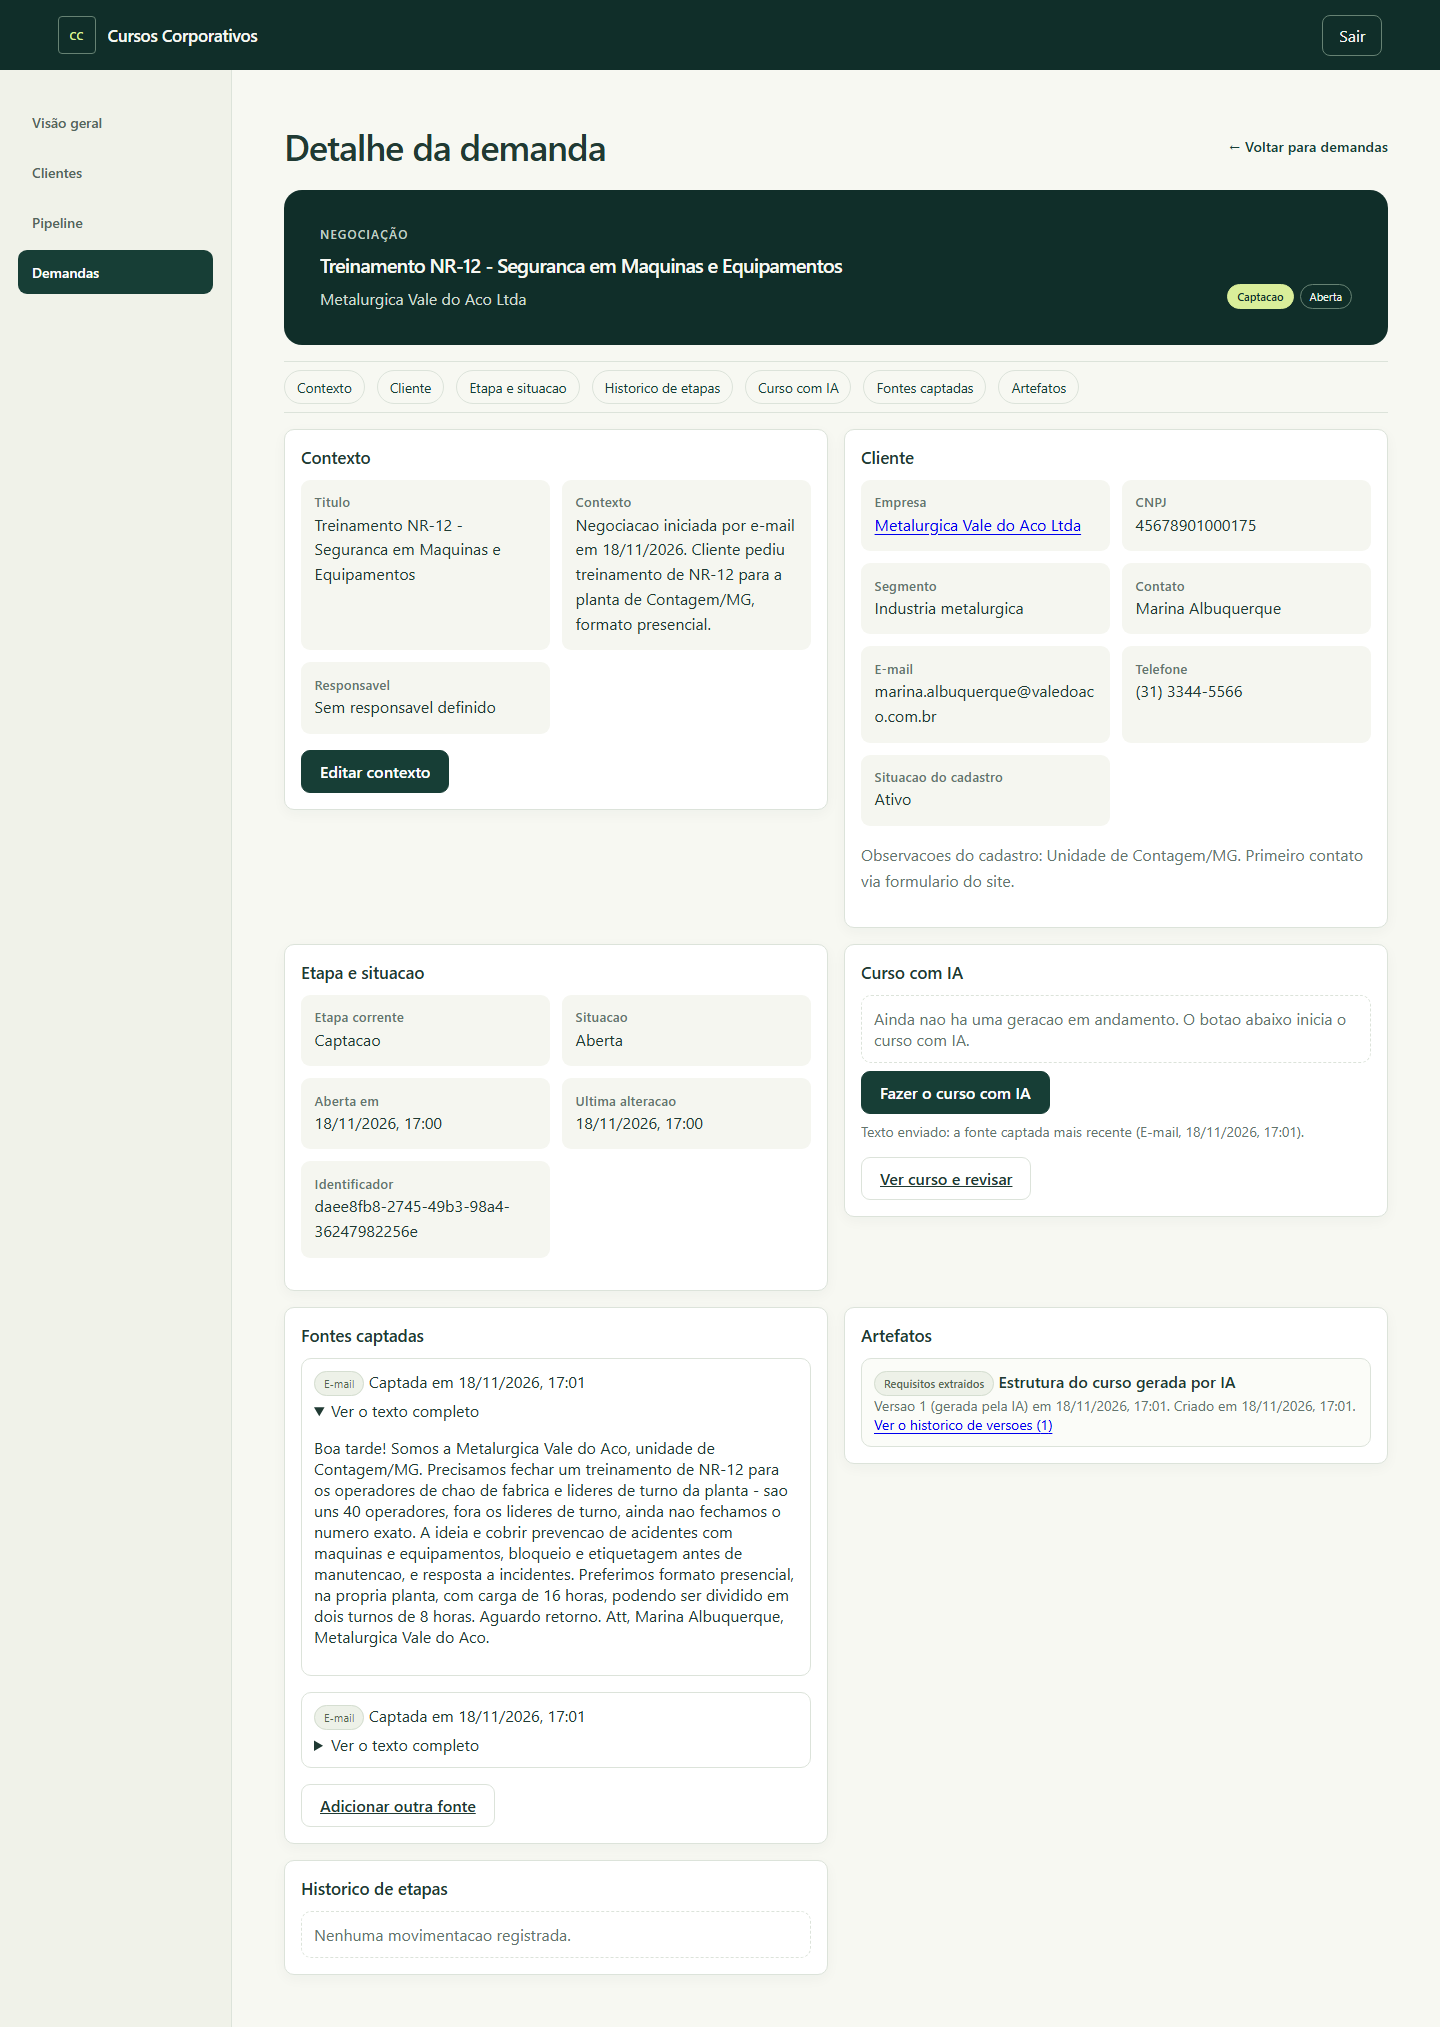 CC
Cursos Corporativos
Sair
Visão geral
Clientes
Pipeline
Demandas
Detalhe da demanda
← Voltar para demandas
NEGOCIAÇÃO
Treinamento NR-12 - Seguranca em Maquinas e Equipamentos
Metalurgica Vale do Aco Ltda
Captacao
Aberta
Contexto
Cliente
Etapa e situacao
Historico de etapas
Curso com IA
Fontes captadas
Artefatos
Contexto
Titulo
Treinamento NR-12 -
Seguranca em Maquinas e
Equipamentos
Contexto
Negociacao iniciada por e-mail
em 18/11/2026. Cliente pediu
treinamento de NR-12 para a
planta de Contagem/MG,
formato presencial.
Responsavel
Sem responsavel definido
Editar contexto
Cliente
Empresa
Metalurgica Vale do Aco Ltda
CNPJ
45678901000175
Segmento
Industria metalurgica
Contato
Marina Albuquerque
E-mail
marina.albuquerque@valedoac
o.com.br
Telefone
(31) 3344-5566
Situacao do cadastro
Ativo
Observacoes do cadastro: Unidade de Contagem/MG. Primeiro contato
via formulario do site.
Etapa e situacao
Etapa corrente
Captacao
Situacao
Aberta
Aberta em
18/11/2026, 17:00
Ultima alteracao
18/11/2026, 17:00
Identificador
daee8fb8-2745-49b3-98a4-
36247982256e
Curso com IA
Ainda nao ha uma geracao em andamento. O botao abaixo inicia o
curso com IA.
Fazer o curso com IA
Texto enviado: a fonte captada mais recente (E-mail, 18/11/2026, 17:01).
Ver curso e revisar
Fontes captadas
E-mail Captada em 18/11/2026, 17:01
▼ Ver o texto completo
Boa tarde! Somos a Metalurgica Vale do Aco, unidade de
Contagem/MG. Precisamos fechar um treinamento de NR-12 para
os operadores de chao de fabrica e lideres de turno da planta - sao
uns 40 operadores, fora os lideres de turno, ainda nao fechamos o
numero exato. A ideia e cobrir prevencao de acidentes com
maquinas e equipamentos, bloqueio e etiquetagem antes de
manutencao, e resposta a incidentes. Preferimos formato presencial,
na propria planta, com carga de 16 horas, podendo ser dividido em
dois turnos de 8 horas. Aguardo retorno. Att, Marina Albuquerque,
Metalurgica Vale do Aco.
E-mail Captada em 18/11/2026, 17:01
▶ Ver o texto completo
Adicionar outra fonte
Artefatos
Requisitos extraidos Estrutura do curso gerada por IA
Versao 1 (gerada pela IA) em 18/11/2026, 17:01. Criado em 18/11/2026, 17:01.
Ver o historico de versoes (1)
Historico de etapas
Nenhuma movimentacao registrada.